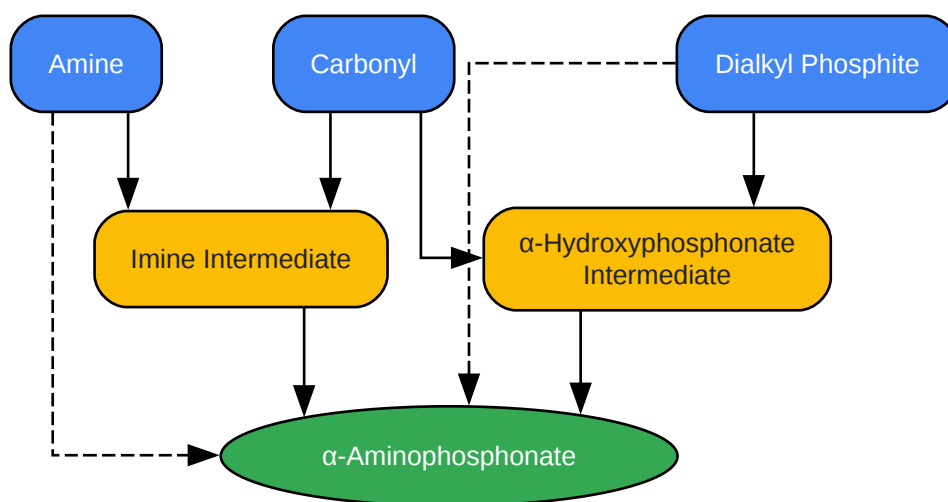 Amine
Carbonyl
Dialkyl Phosphite
Imine Intermediate
α-Hydroxyphosphonate
Intermediate
α-Aminophosphonate